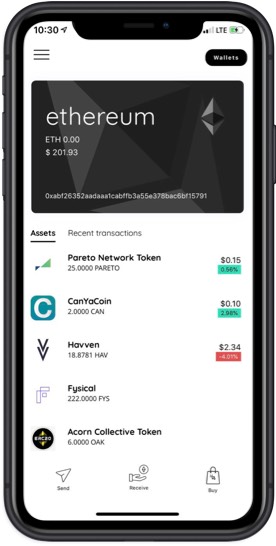 10:30
LTE
Wallets
ethereum
ETH 0.00
$ 201.93
0xabf26352aadaaa1cabffb3a55e378bac6bf15791
Assets Recent transactions
Pareto Network Token $0.15
25.0000 PARETO 0.56%
CanYaCoin $0.10
2.0000 CAN 2.98%
Havven $2.34
18.8781 HAV -4.01%
Fysical
222.0000 FYS
ERC20
Acorn Collective Token
6.0000 OAK
Send Receive Buy